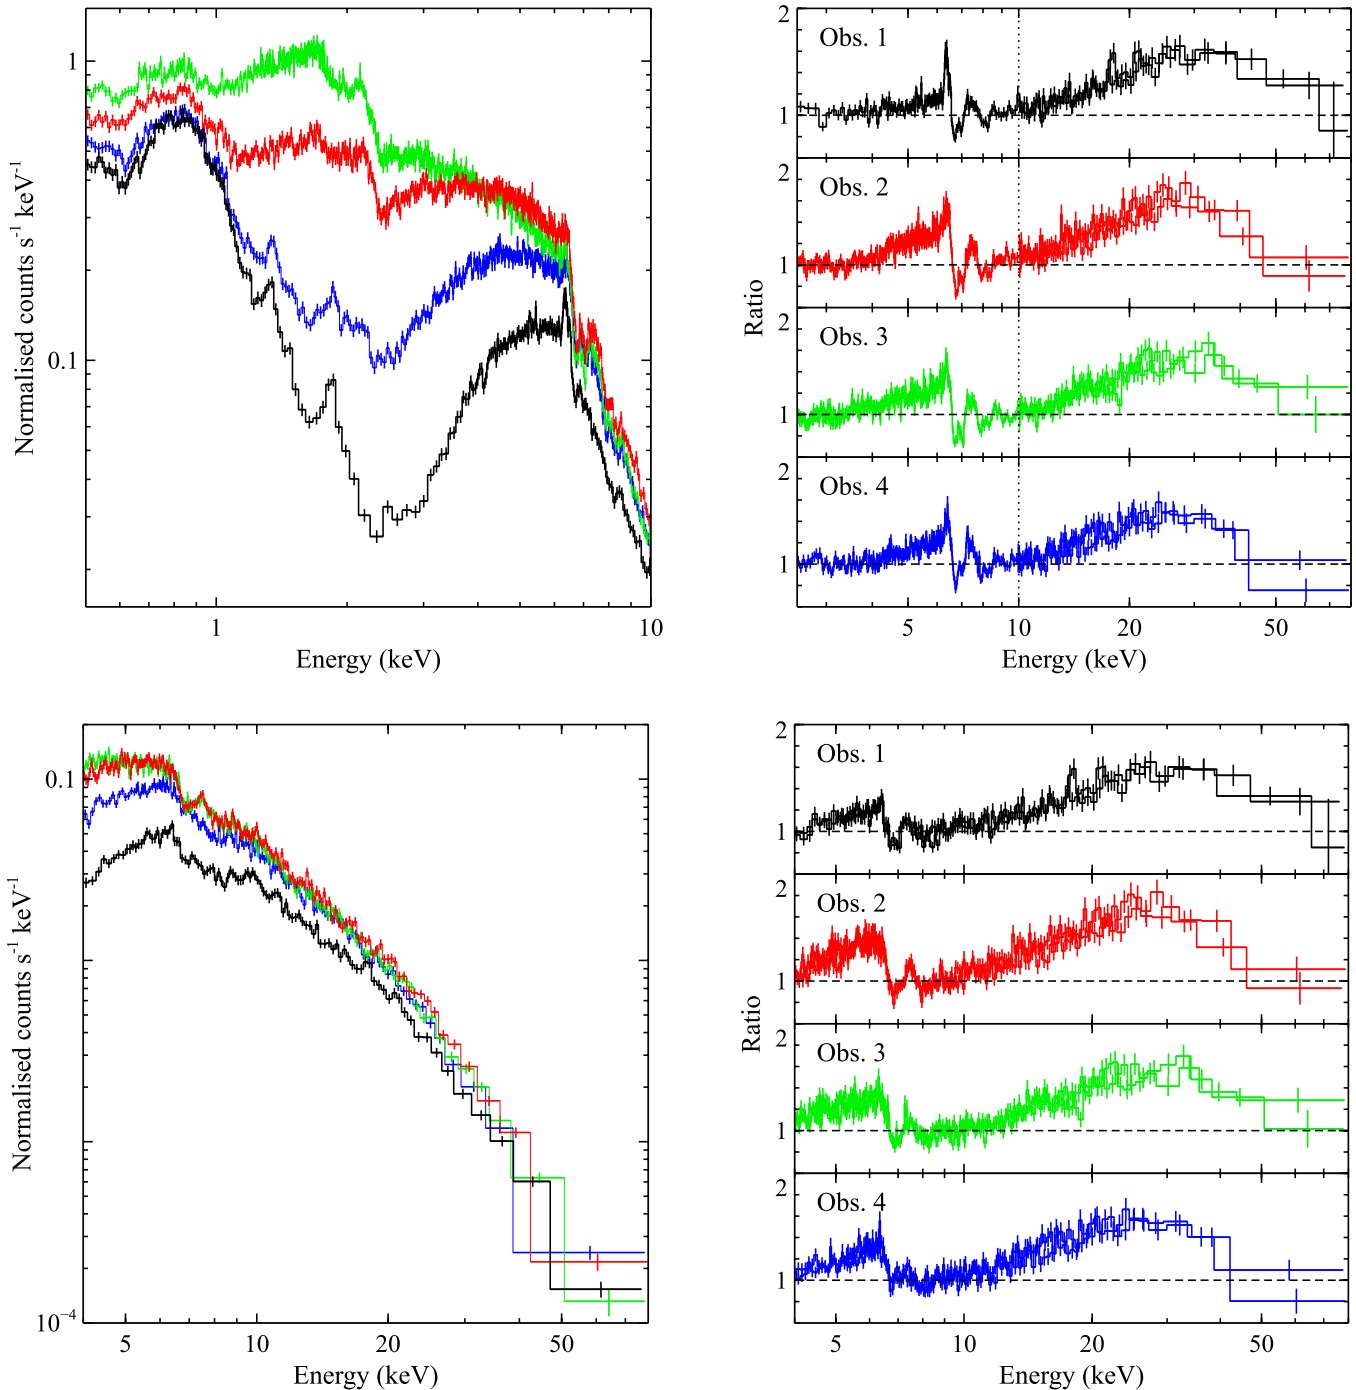 1
0.1
Normalised counts s⁻¹ keV⁻¹
1
10
Energy (keV)
2
Obs. 1
1
2
Obs. 2
1
2
Obs. 3
1
2
Obs. 4
1
Ratio
5
10
20
50
Energy (keV)
0.1
10⁻⁴
Normalised counts s⁻¹ keV⁻¹
5
10
20
50
Energy (keV)
2
Obs. 1
1
2
Obs. 2
1
2
Obs. 3
1
2
Obs. 4
1
Ratio
5
10
20
50
Energy (keV)